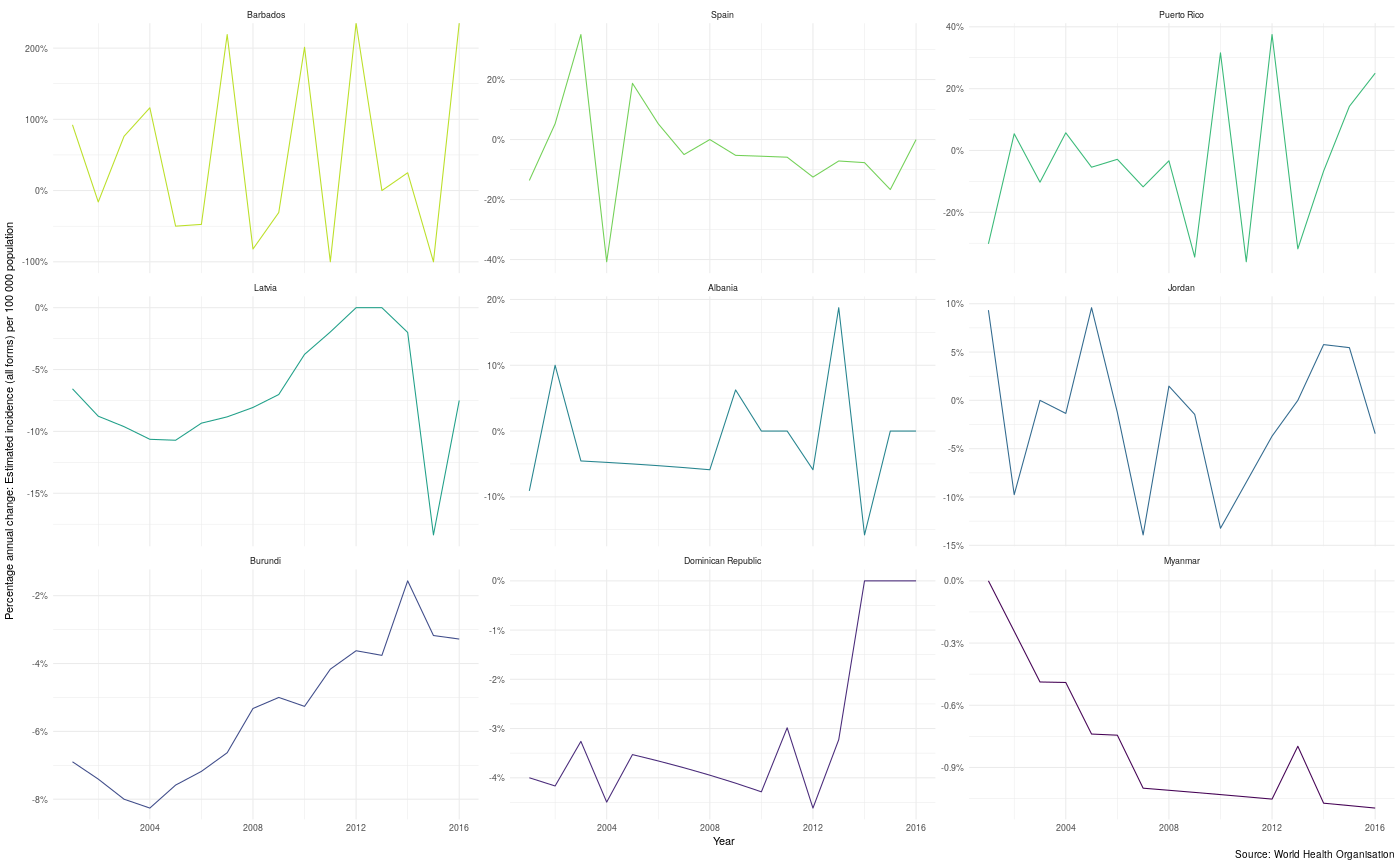 Barbados
Spain
Puerto Rico
200%
100%
0%
-100%
20%
0%
-20%
-40%
40%
20%
0%
-20%
Latvia
Albania
Jordan
0%
-5%
-10%
-15%
20%
10%
0%
-10%
10%
5%
0%
-5%
-10%
-15%
Burundi
Dominican Republic
Myanmar
-2%
-4%
-6%
-8%
0%
-1%
-2%
-3%
-4%
0.0%
-0.3%
-0.6%
-0.9%
2004 2008 2012 2016
2004 2008 2012 2016
2004 2008 2012 2016
Percentage annual change: Estimated incidence (all forms) per 100 000 population
Year
Source: World Health Organisation